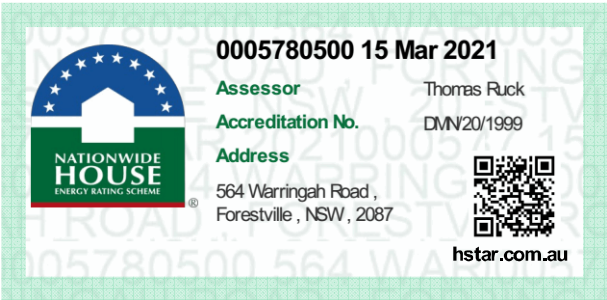 0005780500 15 Mar 2021
Assessor Thomas Ruck
Accreditation No. DMN/20/1999
Address
564 Warringah Road ,
Forestville , NSW , 2087
NATIONWIDE
HOUSE
ENERGY RATING SCHEME
®
hstar.com.au